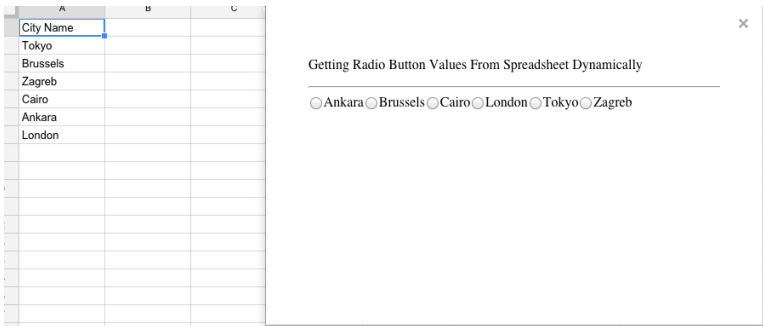 A B C
City Name
Tokyo
Brussels
Zagreb
Cairo
Ankara
London
×
Getting Radio Button Values From Spreadsheet Dynamically
Ankara Brussels Cairo London Tokyo Zagreb